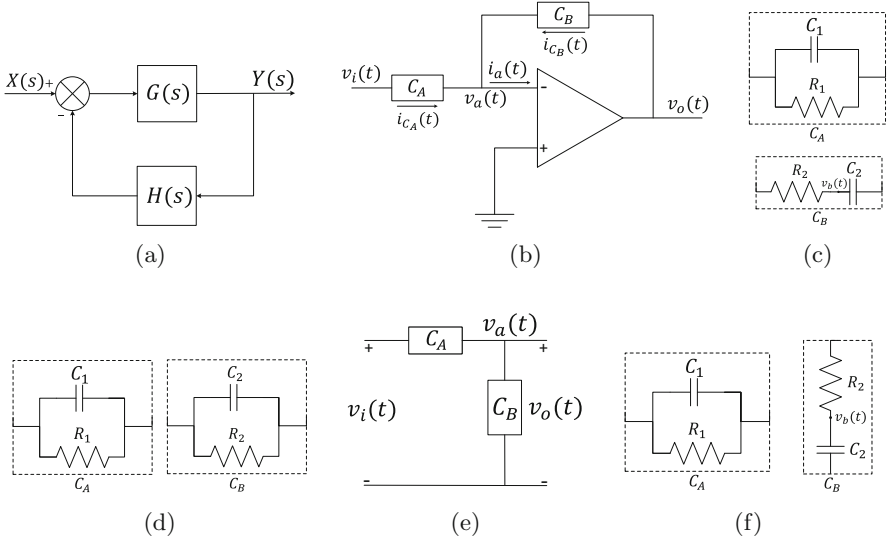 X(s) + G(s) Y(s)
-
H(s)
(a)
C_B
i_{C_B}(t)
v_i(t) C_A i_a(t) -
v_a(t) v_o(t)
i_{C_A}(t)
+
(b)
C_1
R_1
C_A
R_2 v_b(t) C_2
C_B
(c)
C_1 C_2
R_1 R_2
C_A C_B
(d)
+ C_A v_a(t) +
v_i(t) C_B v_o(t)
- -
(e)
C_1 R_2
R_1 v_b(t)
C_2
C_A C_B
(f)